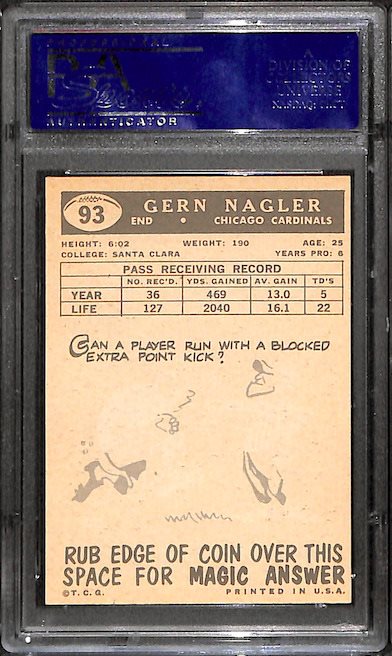 PSA
AUTHENTICATOR
A
DIVISION OF
COLLECTORS
UNIVERSE
93
GERN NAGLER
END • CHICAGO CARDINALS
HEIGHT: 6:02 WEIGHT: 190 AGE: 25
COLLEGE: SANTA CLARA YEARS PRO: 6
PASS RECEIVING RECORD
NO. REC'D. YDS. GAINED AV. GAIN TD'S
YEAR 36 469 13.0 5
LIFE 127 2040 16.1 22
CAN A PLAYER RUN WITH A BLOCKED
EXTRA POINT KICK?
RUB EDGE OF COIN OVER THIS
SPACE FOR MAGIC ANSWER
©T.C.G. PRINTED IN U.S.A.